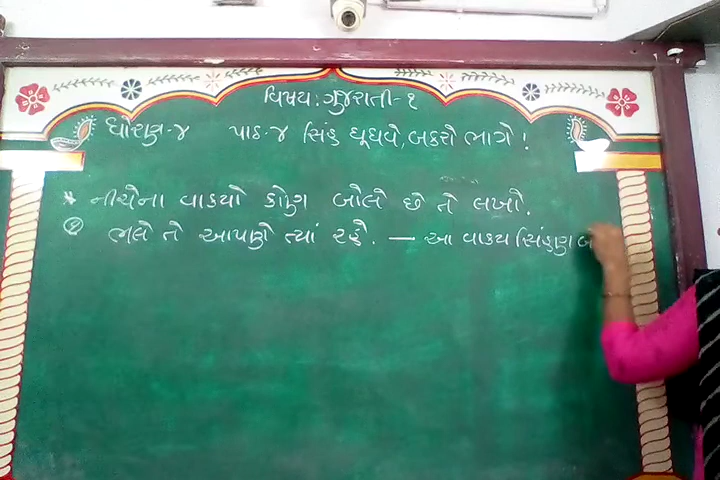 વિષય : ગુજરાતી-૧
ધોરણ-૪ પાઠ-૪ સિંહ ઘૂઘવે, બકરો ભાગે !
* નીચેના વાક્યો કોણ બોલે છે તે લખો.
૧ ભલે તે આપણે ત્યાં રહે. — આ વાક્ય સિંહણ બ